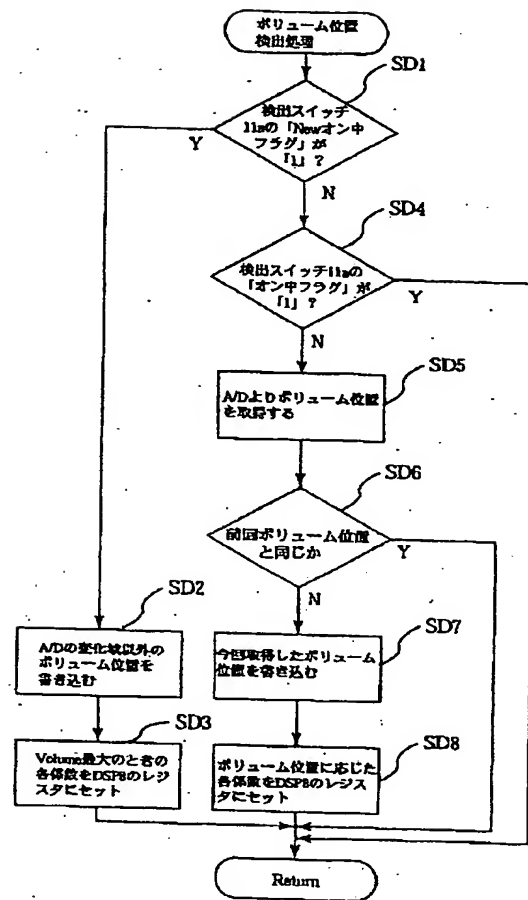 ボリューム位置
検出処理
SD1
検出スイッチ
11aの「Newオン中
フラグ」が
「1」？
Y
N
SD4
検出スイッチ11aの
「オン中フラグ」が
「1」？
Y
N
SD5
A/Dよりボリューム位置
を取得する
SD6
前回ボリューム位置
と同じか
Y
N
SD2
A/Dの変化域以外の
ボリューム位置を
書き込む
SD7
今回取得したボリューム
位置を書き込む
SD3
Volume最大のときの
各係数をDSP8のレジ
スタにセット
SD8
ボリューム位置に応じた
各係数をDSP8のレジス
タにセット
Return